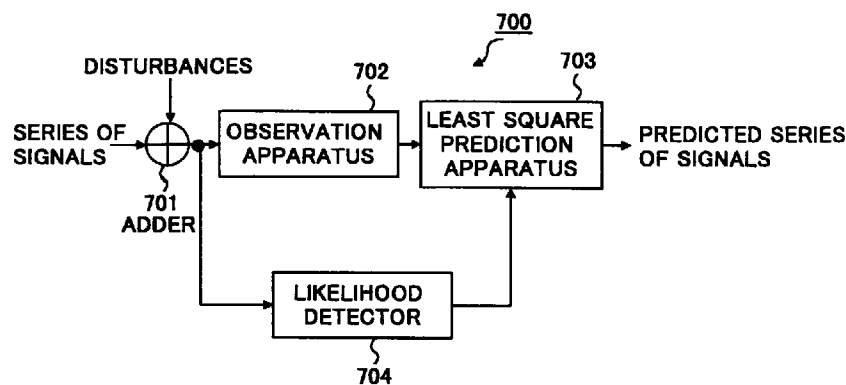 700
DISTURBANCES
702
703
SERIES OF
SIGNALS
OBSERVATION
APPARATUS
LEAST SQUARE
PREDICTION
APPARATUS
PREDICTED SERIES
OF SIGNALS
701
ADDER
LIKELIHOOD
DETECTOR
704